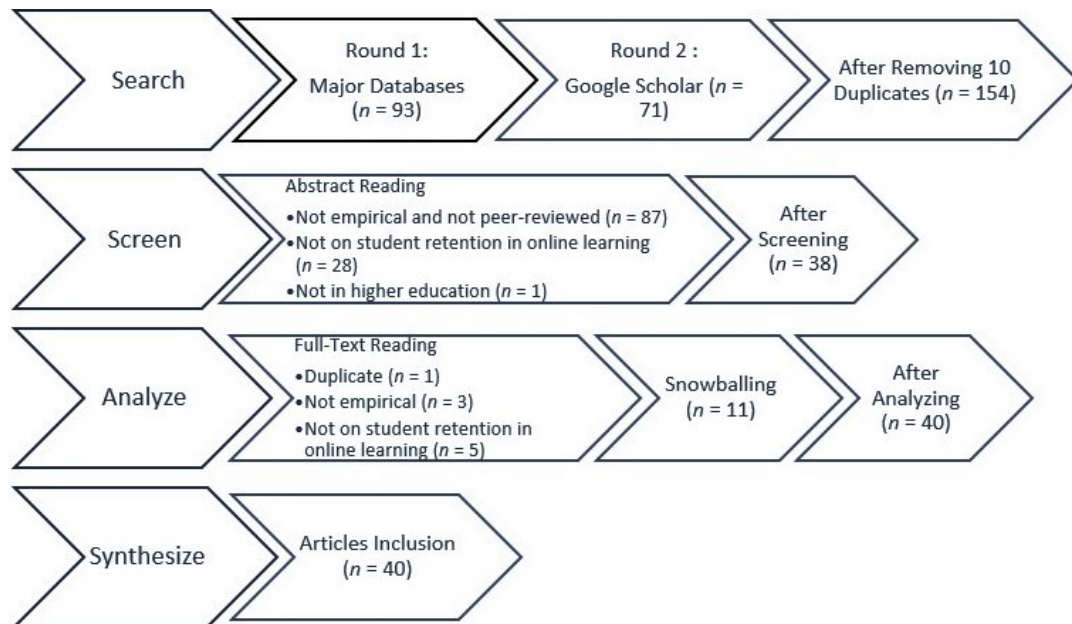 Search
Round 1:
Major Databases
(n = 93)
Round 2 :
Google Scholar (n =
71)
After Removing 10
Duplicates (n = 154)
Screen
Abstract Reading
•Not empirical and not peer-reviewed (n = 87)
•Not on student retention in online learning
(n = 28)
•Not in higher education (n = 1)
After
Screening
(n = 38)
Analyze
Full-Text Reading
•Duplicate (n = 1)
•Not empirical (n = 3)
•Not on student retention in
online learning (n = 5)
Snowballing
(n = 11)
After
Analyzing
(n = 40)
Synthesize
Articles Inclusion
(n = 40)